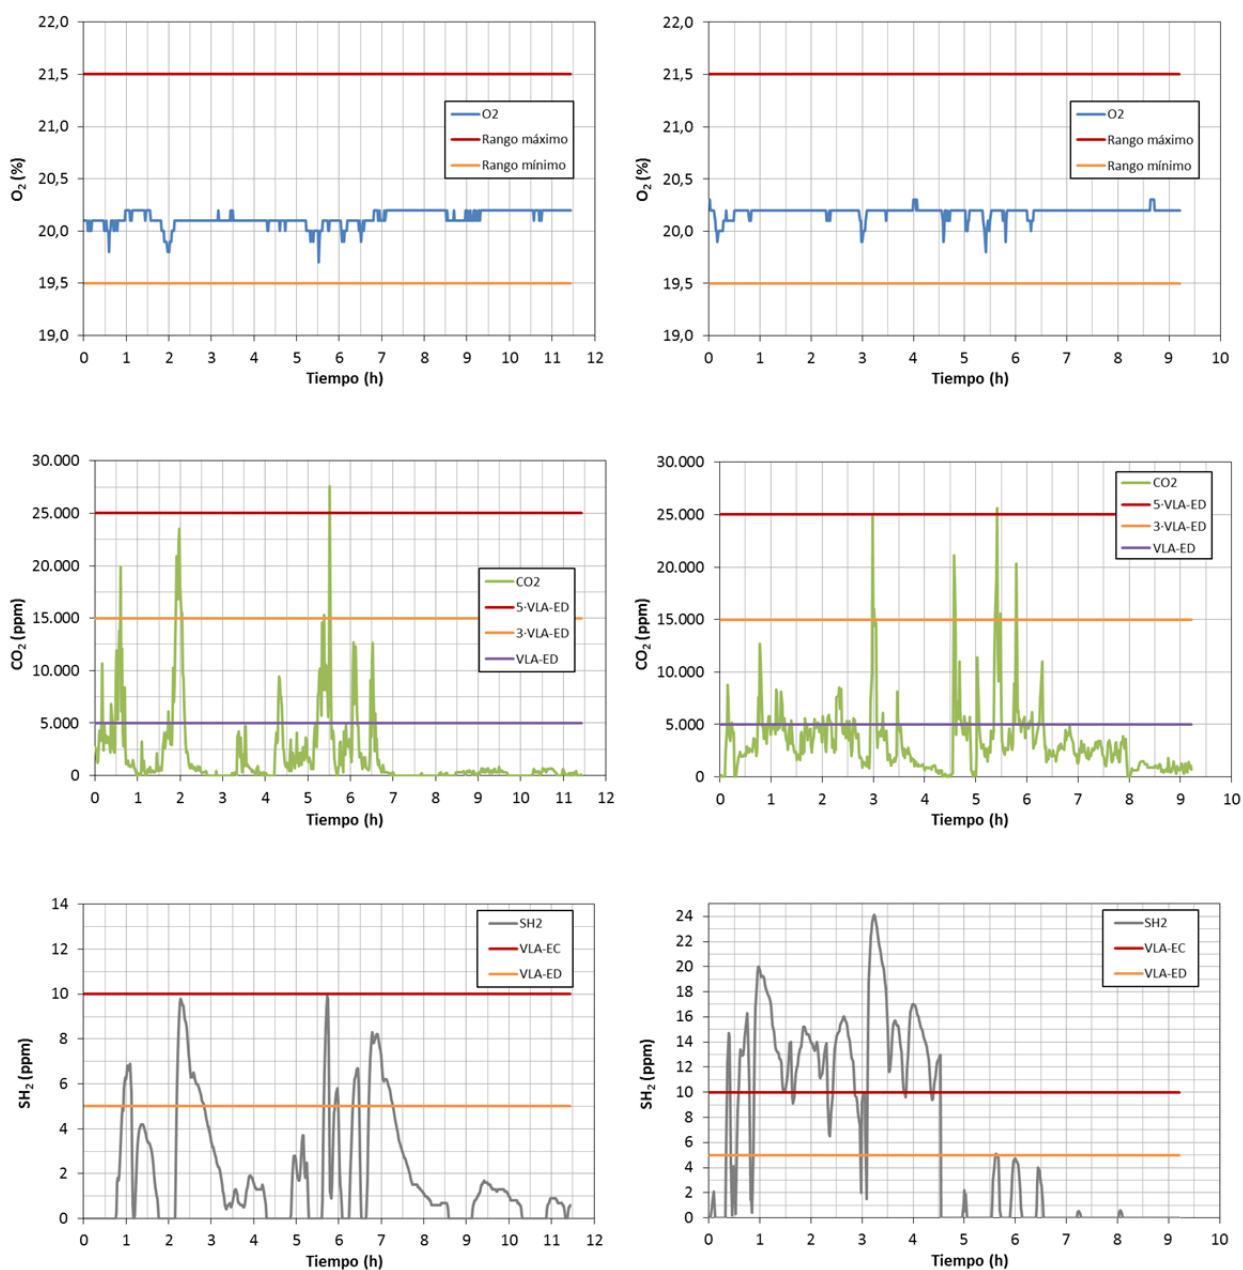 22,0
21,5
21,0
20,5
20,0
19,5
19,0
O₂ (%)
O2
Rango máximo
Rango mínimo
0 1 2 3 4 5 6 7 8 9 10 11 12
Tiempo (h)
22,0
21,5
21,0
20,5
20,0
19,5
19,0
O₂ (%)
O2
Rango máximo
Rango mínimo
0 1 2 3 4 5 6 7 8 9 10
Tiempo (h)
30.000
25.000
20.000
15.000
10.000
5.000
0
CO₂ (ppm)
CO2
5·VLA-ED
3·VLA-ED
VLA-ED
0 1 2 3 4 5 6 7 8 9 10 11 12
Tiempo (h)
30.000
25.000
20.000
15.000
10.000
5.000
0
CO₂ (ppm)
CO2
5·VLA-ED
3·VLA-ED
VLA-ED
0 1 2 3 4 5 6 7 8 9 10
Tiempo (h)
14
12
10
8
6
4
2
0
SH₂ (ppm)
SH2
VLA-EC
VLA-ED
0 1 2 3 4 5 6 7 8 9 10 11 12
Tiempo (h)
24
22
20
18
16
14
12
10
8
6
4
2
0
SH₂ (ppm)
SH2
VLA-EC
VLA-ED
0 1 2 3 4 5 6 7 8 9 10
Tiempo (h)